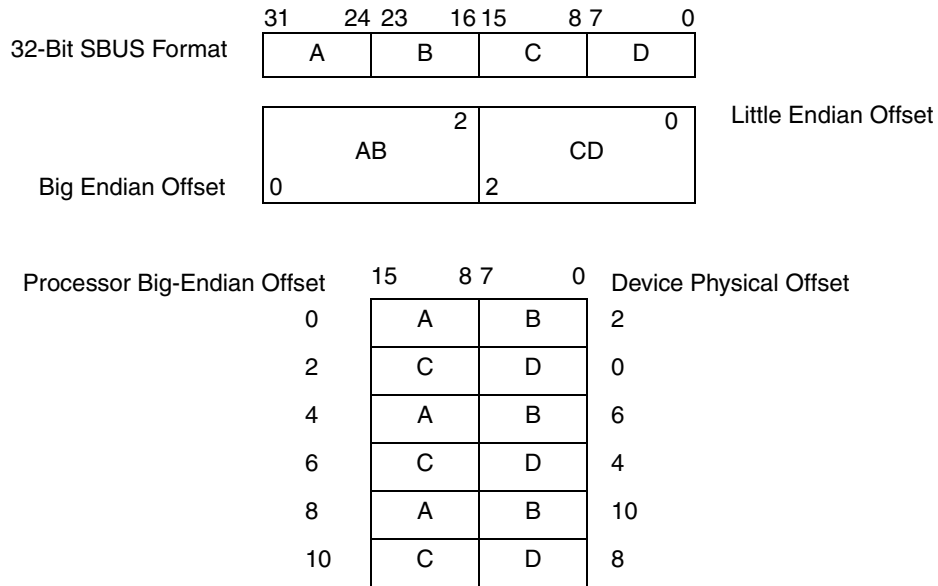 31 24 23 16 15 8 7 0
32-Bit SBUS Format A B C D
2 0 Little Endian Offset
AB CD
Big Endian Offset 0 2
Processor Big-Endian Offset 15 8 7 0 Device Physical Offset
0 A B 2
2 C D 0
4 A B 6
6 C D 4
8 A B 10
10 C D 8